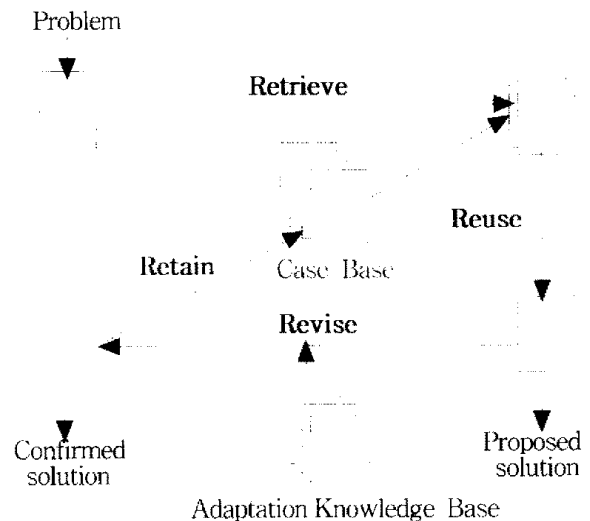 Problem
Retrieve
Reuse
Retain
Case Base
Revise
Confirmed
solution
Proposed
solution
Adaptation Knowledge Base